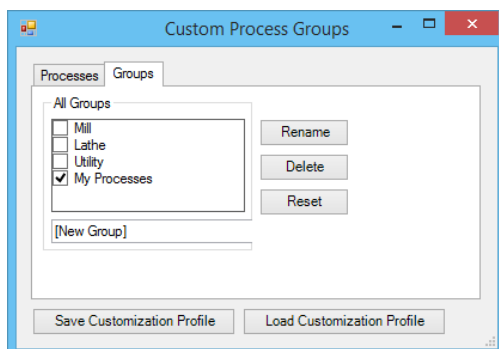 Custom Process Groups
Processes Groups
All Groups
Mill
Lathe
Utility
My Processes
[New Group]
Rename
Delete
Reset
Save Customization Profile Load Customization Profile